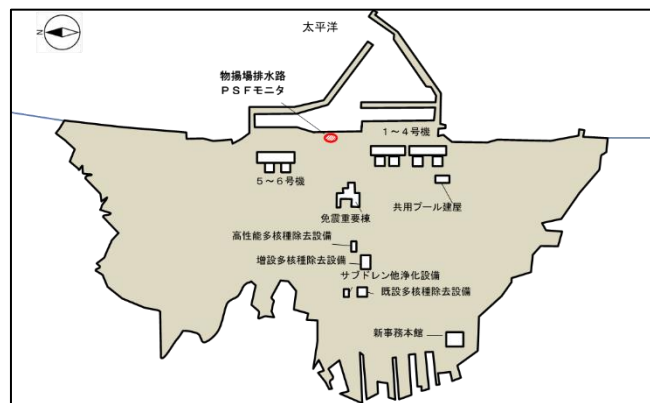 太平洋
N
物揚場排水路
ＰＳＦモニタ
１～４号機
５～６号機
共用プール建屋
免震重要棟
高性能多核種除去設備
増設多核種除去設備
サブドレン他浄化設備
既設多核種除去設備
新事務本館